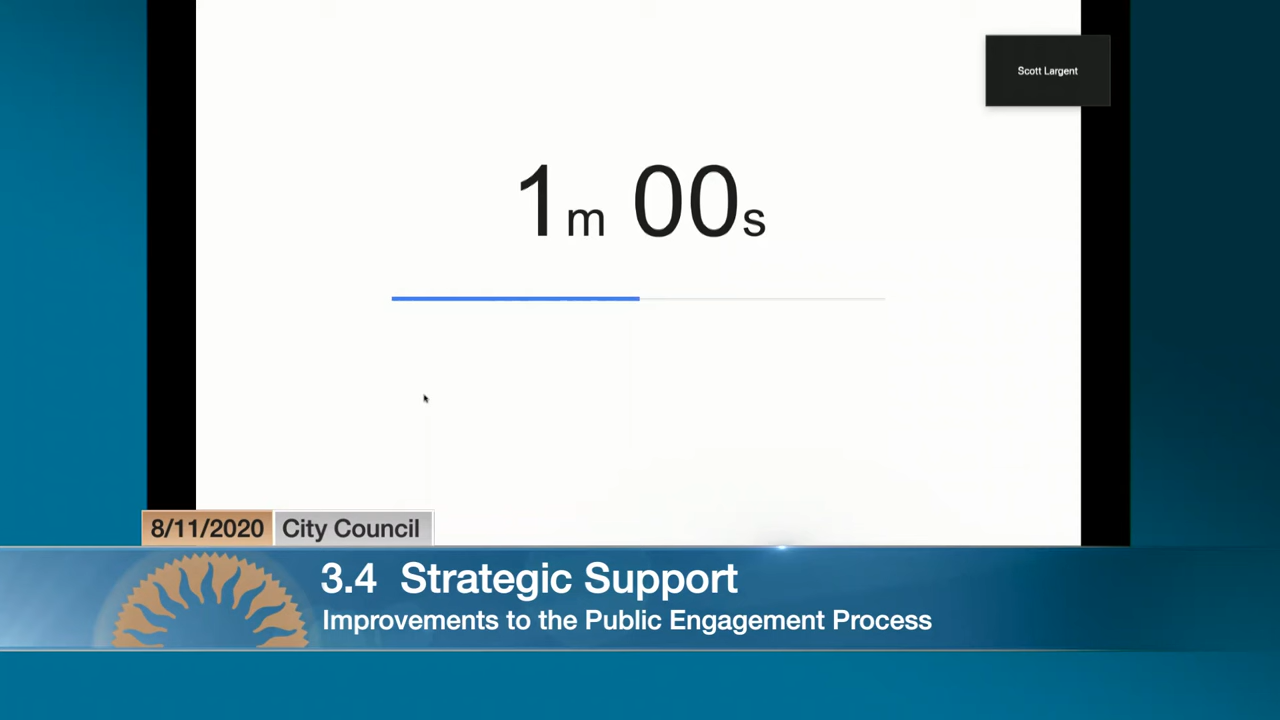 Scott Largent
1m 00s
8/11/2020 City Council
3.4 Strategic Support
Improvements to the Public Engagement Process